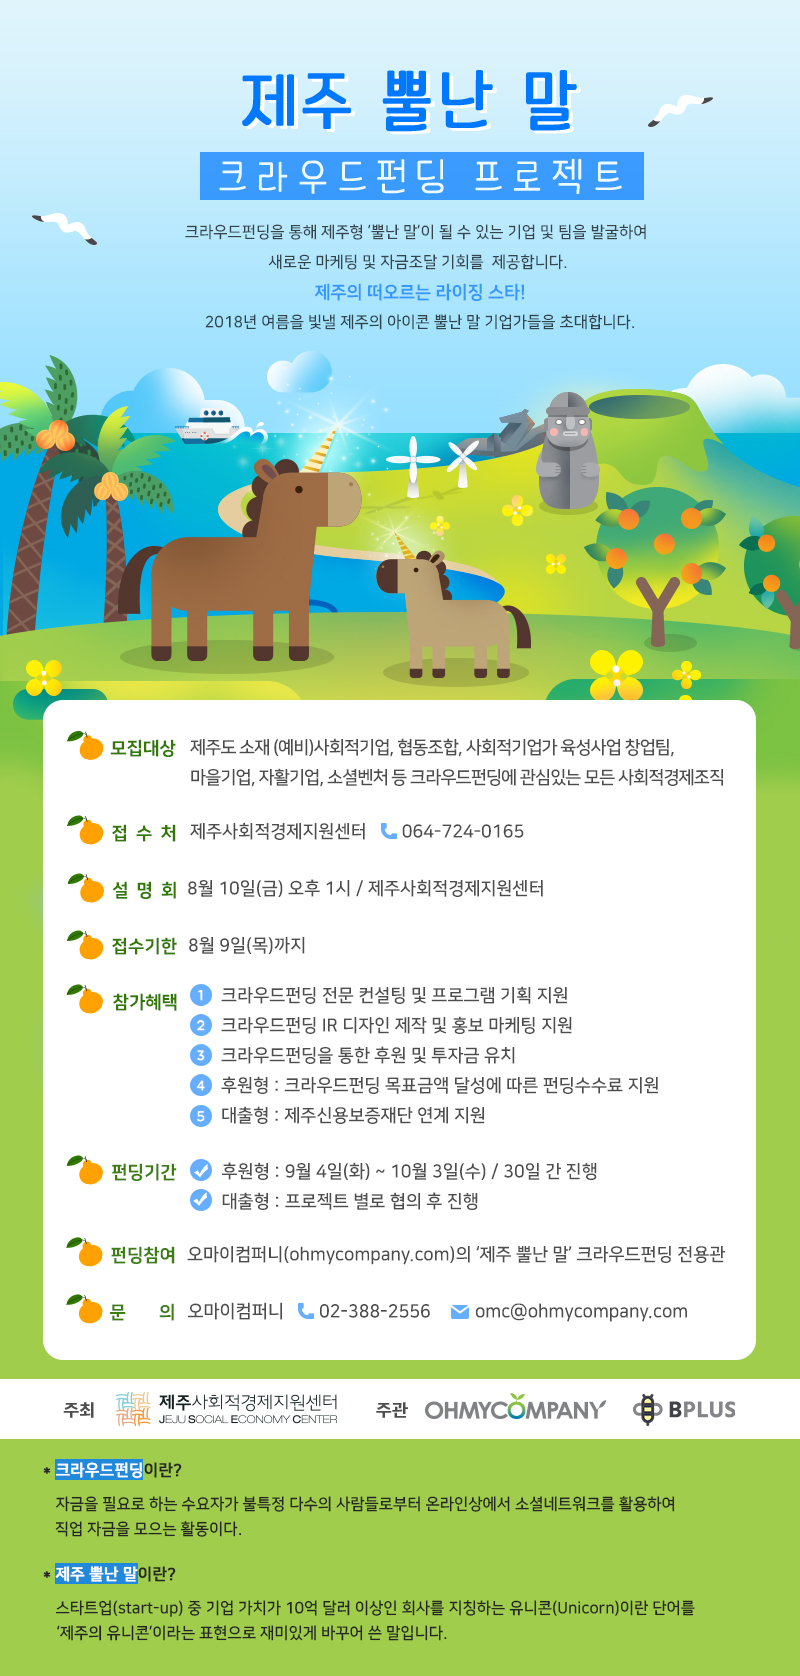 제주 뿔난 말
크라우드펀딩 프로젝트
크라우드펀딩을 통해 제주형 '뿔난 말'이 될 수 있는 기업 및 팀을 발굴하여
새로운 마케팅 및 자금조달 기회를 제공합니다.
제주의 떠오르는 라이징 스타!
2018년 여름을 빛낼 제주의 아이콘 뿔난 말 기업가들을 초대합니다.
모집대상 제주도 소재 (예비)사회적기업, 협동조합, 사회적기업가 육성사업 창업팀,
마을기업, 자활기업, 소셜벤처 등 크라우드펀딩에 관심있는 모든 사회적경제조직
접 수 처 제주사회적경제지원센터 064-724-0165
설 명 회 8월 10일(금) 오후 1시 / 제주사회적경제지원센터
접수기한 8월 9일(목)까지
참가혜택 1 크라우드펀딩 전문 컨설팅 및 프로그램 기획 지원
2 크라우드펀딩 IR 디자인 제작 및 홍보 마케팅 지원
3 크라우드펀딩을 통한 후원 및 투자금 유치
4 후원형 : 크라우드펀딩 목표금액 달성에 따른 펀딩수수료 지원
5 대출형 : 제주신용보증재단 연계 지원
펀딩기간 후원형 : 9월 4일(화) ~ 10월 3일(수) / 30일 간 진행
대출형 : 프로젝트 별로 협의 후 진행
펀딩참여 오마이컴퍼니(ohmycompany.com)의 '제주 뿔난 말' 크라우드펀딩 전용관
문 의 오마이컴퍼니 02-388-2556 omc@ohmycompany.com
주최 제주사회적경제지원센터 주관 OHMYCOMPANY BPLUS
JEJU SOCIAL ECONOMY CENTER
* 크라우드펀딩이란?
자금을 필요로 하는 수요자가 불특정 다수의 사람들로부터 온라인상에서 소셜네트워크를 활용하여
직업 자금을 모으는 활동이다.
* 제주 뿔난 말이란?
스타트업(start-up) 중 기업 가치가 10억 달러 이상인 회사를 지칭하는 유니콘(Unicorn)이란 단어를
'제주의 유니콘'이라는 표현으로 재미있게 바꾸어 쓴 말입니다.